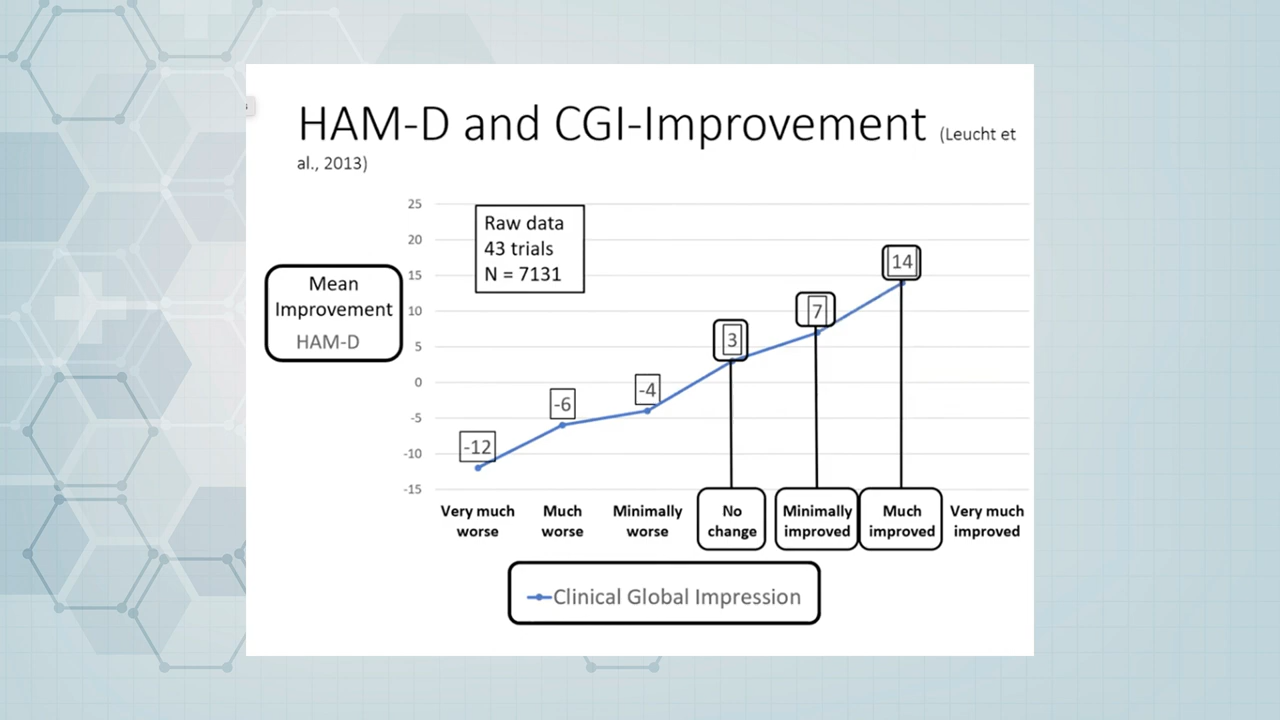 HAM-D and CGI-Improvement (Leucht et
al., 2013)
25
20
15
10
5
0
-5
-10
-15
Raw data
43 trials
N = 7131
Mean
Improvement
HAM-D
-12
-6
-4
3
7
14
Very much
worse
Much
worse
Minimally
worse
No
change
Minimally
improved
Much
improved
Very much
improved
Clinical Global Impression